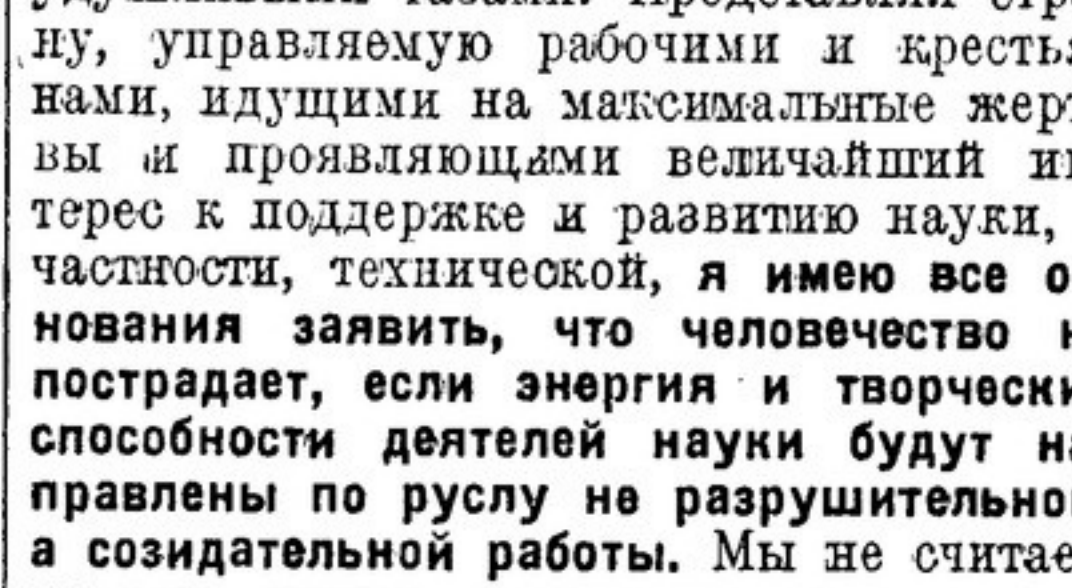 ну, управляемую рабочими и кресть
нами, идущими на максимальные жерт
вы и проявляющими величайший ин
терес к поддержке и развитию науки,
частности, технической, я имею все о
нования заявить, что человечество н
пострадает, если энергия и творчески
способности деятелей науки будут на
правлены по руслу не разрушительно
а созидательной работы. Мы не считае